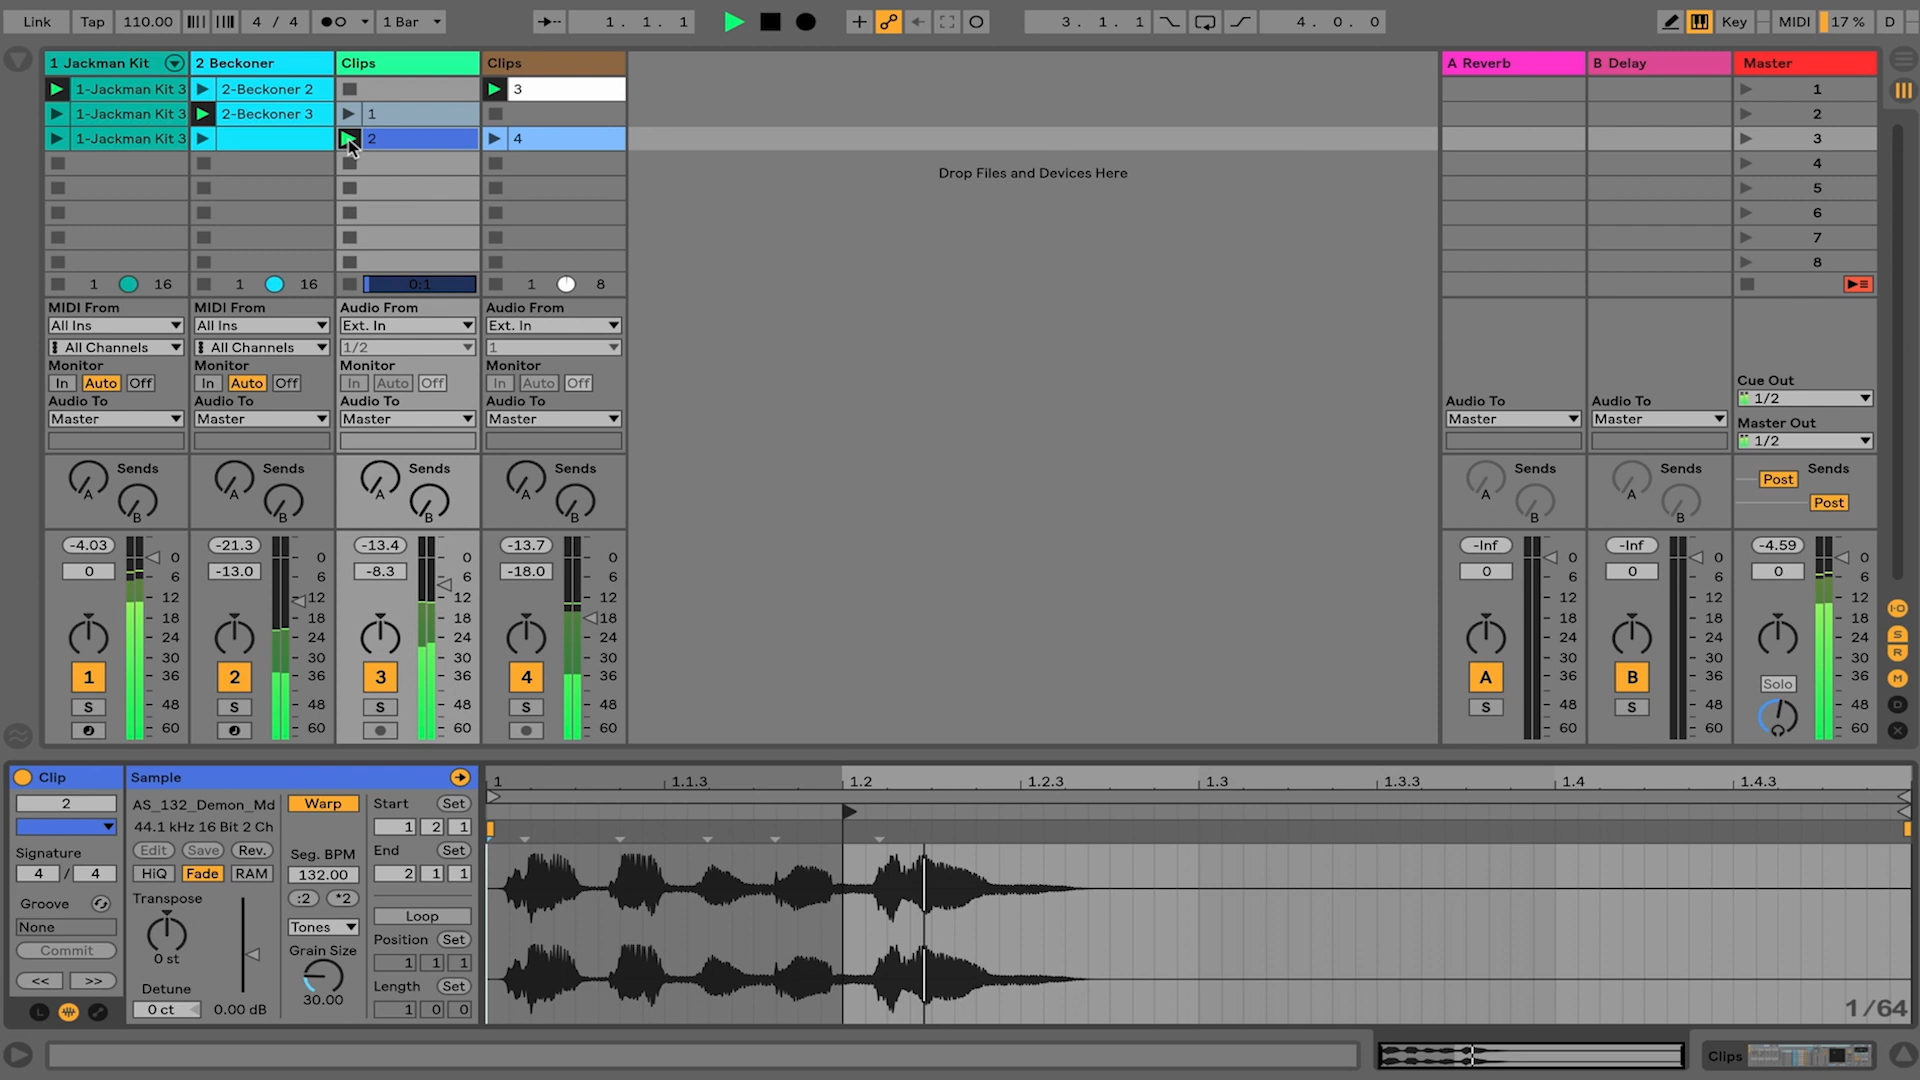 Link Tap 110.00 4 / 4 1 Bar 1. 1. 1 3. 1. 1 4. 0. 0 Key MIDI 17 % D
1 Jackman Kit 2 Beckoner Clips Clips A Reverb B Delay Master
1-Jackman Kit 3 2-Beckoner 2 3 1
1-Jackman Kit 3 2-Beckoner 3 1 2
1-Jackman Kit 3 2 4 3
Drop Files and Devices Here 4
5
6
7
8
1 16 1 16 0:1 1 8
MIDI From MIDI From Audio From Audio From
All Ins All Ins Ext. In Ext. In
All Channels All Channels 1/2 1
Monitor Monitor Monitor Monitor
In Auto Off In Auto Off In Auto Off In Auto Off Cue Out
1/2
Audio To Audio To Audio To Audio To Audio To Audio To
Master Master Master Master Master Master Master Out
1/2
Sends Sends Sends Sends Sends Sends Sends
A A A A A A Post
B B B B B B Post
-4.03 -21.3 -13.4 -13.7 -Inf -Inf -4.59
0 0 0 0 0 0 0
0 -13.0 -8.3 -18.0 0 0 0
6 6 6 6 6 6 6
12 12 12 12 12 12 12
18 18 18 18 18 18 18
24 24 24 24 24 24 24
30 30 30 30 30 30 30
1 36 2 36 3 36 4 36 A 36 B 36 Solo 36
S 48 S 48 S 48 S 48 S 48 S 48 48
60 60 60 60 60 60 60
I-O
S
R
M
D
X
Clip Sample 1 1.1.3 1.2 1.2.3 1.3 1.3.3 1.4 1.4.3
2 AS_132_Demon_Md Warp Start Set
44.1 kHz 16 Bit 2 Ch 1 2 1
Signature Edit Save Rev. Seg. BPM End Set
4 / 4 HiQ Fade RAM 132.00 2 1 1
Groove Transpose :2 *2
None Tones Loop
Commit 0 st Grain Size Position Set
<< >> 1 1 1
Detune 30.00 Length Set
L 0 ct 0.00 dB 1 0 0
1/64
Clips